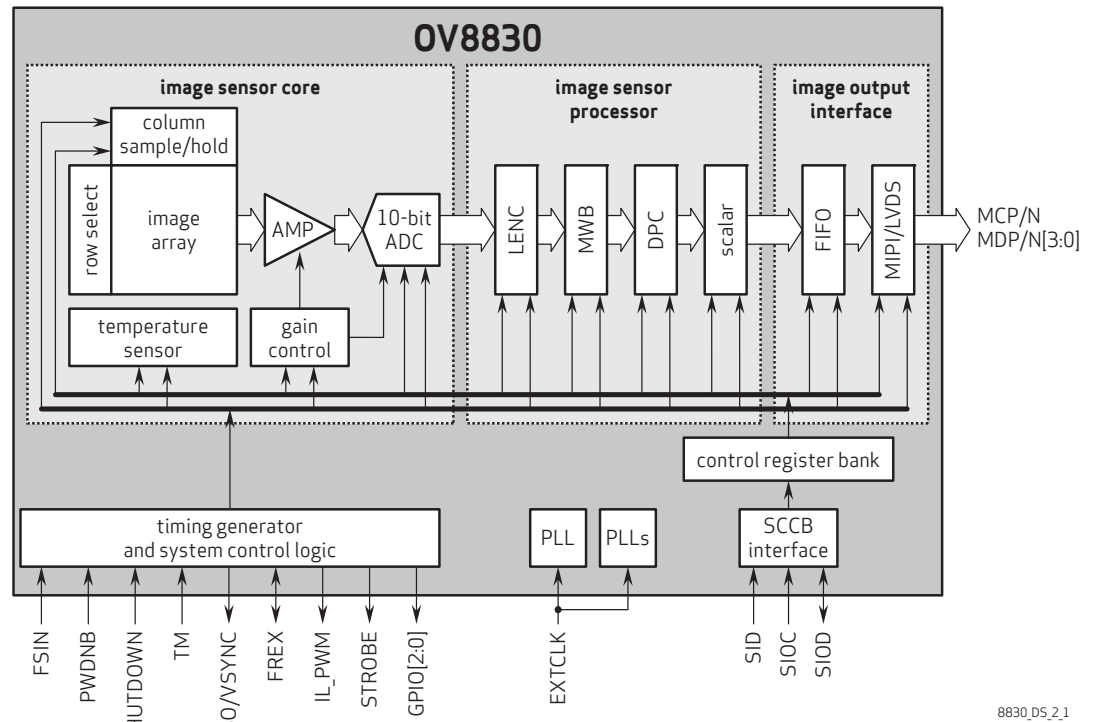 OV8830
image sensor core
image sensor
processor
image output
interface
column
sample/hold
row select
image
array
AMP
10-bit
ADC
LENC
MWB
DPC
scalar
FIFO
MIPI/LVDS
MCP/N
MDP/N[3:0]
temperature
sensor
gain
control
control register bank
timing generator
and system control logic
PLL
PLLs
SCCB
interface
FSIN
PWDNB
HUTDOWN
TM
O/VSYNC
FREX
IL_PWM
STROBE
GPIO[2:0]
EXTCLK
SID
SIOC
SIOD
8830_DS_2_1